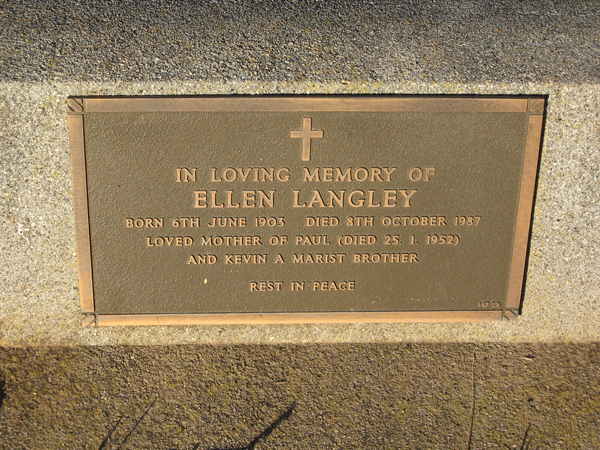 IN LOVING MEMORY OF
ELLEN LANGLEY
BORN 6TH JUNE 1903 DIED 8TH OCTOBER 1987
LOVED MOTHER OF PAUL (DIED 25. 1. 1952)
AND KEVIN A MARIST BROTHER
REST IN PEACE